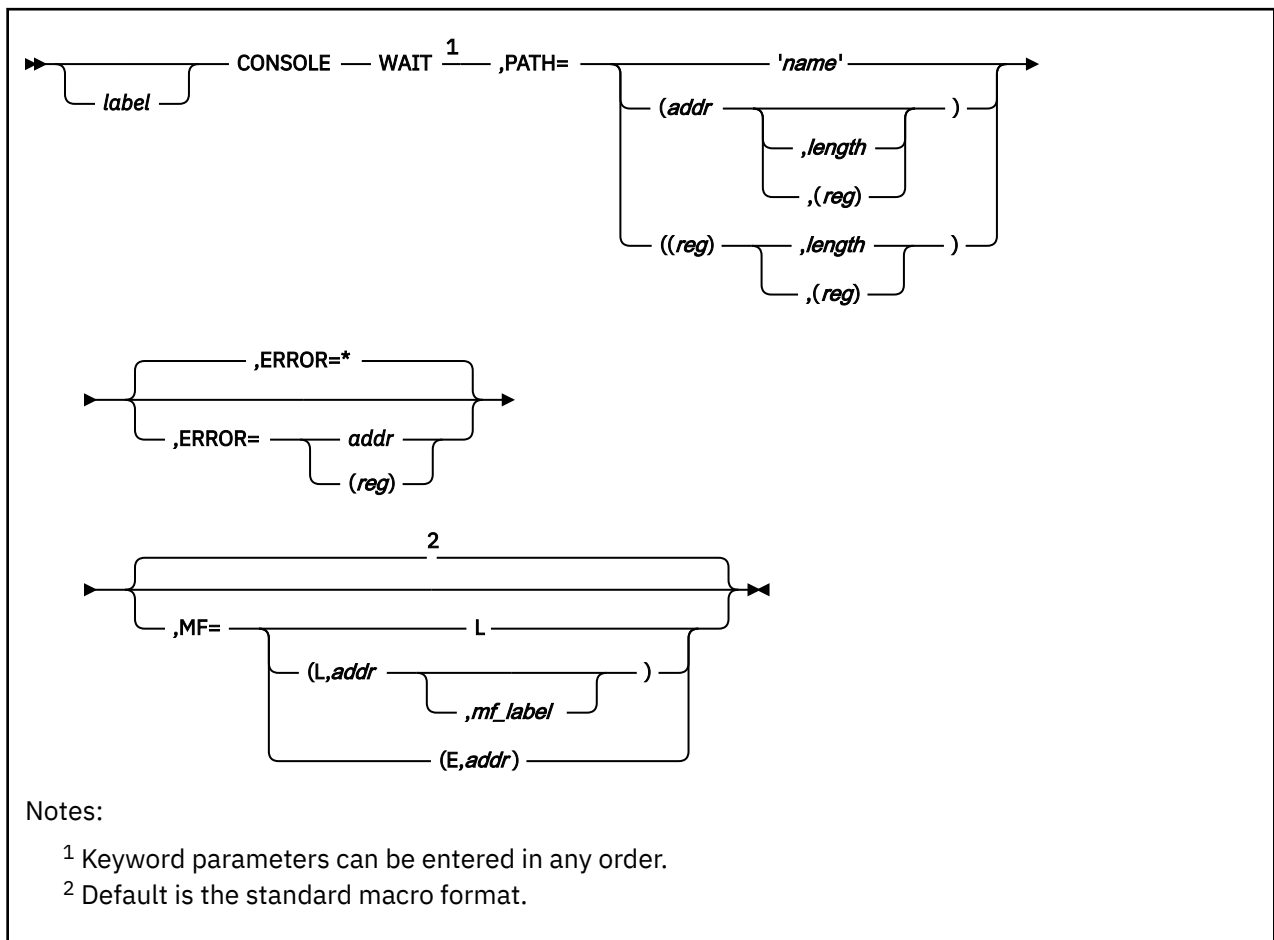 1
CONSOLE WAIT ,PATH= 'name'
label (addr )
,length
,(reg)
((reg) ,length )
,(reg)
,ERROR=*
,ERROR= addr
(reg)
2
,MF= L
(L,addr )
,mf_label
(E,addr)
Notes:
1 Keyword parameters can be entered in any order.
2 Default is the standard macro format.